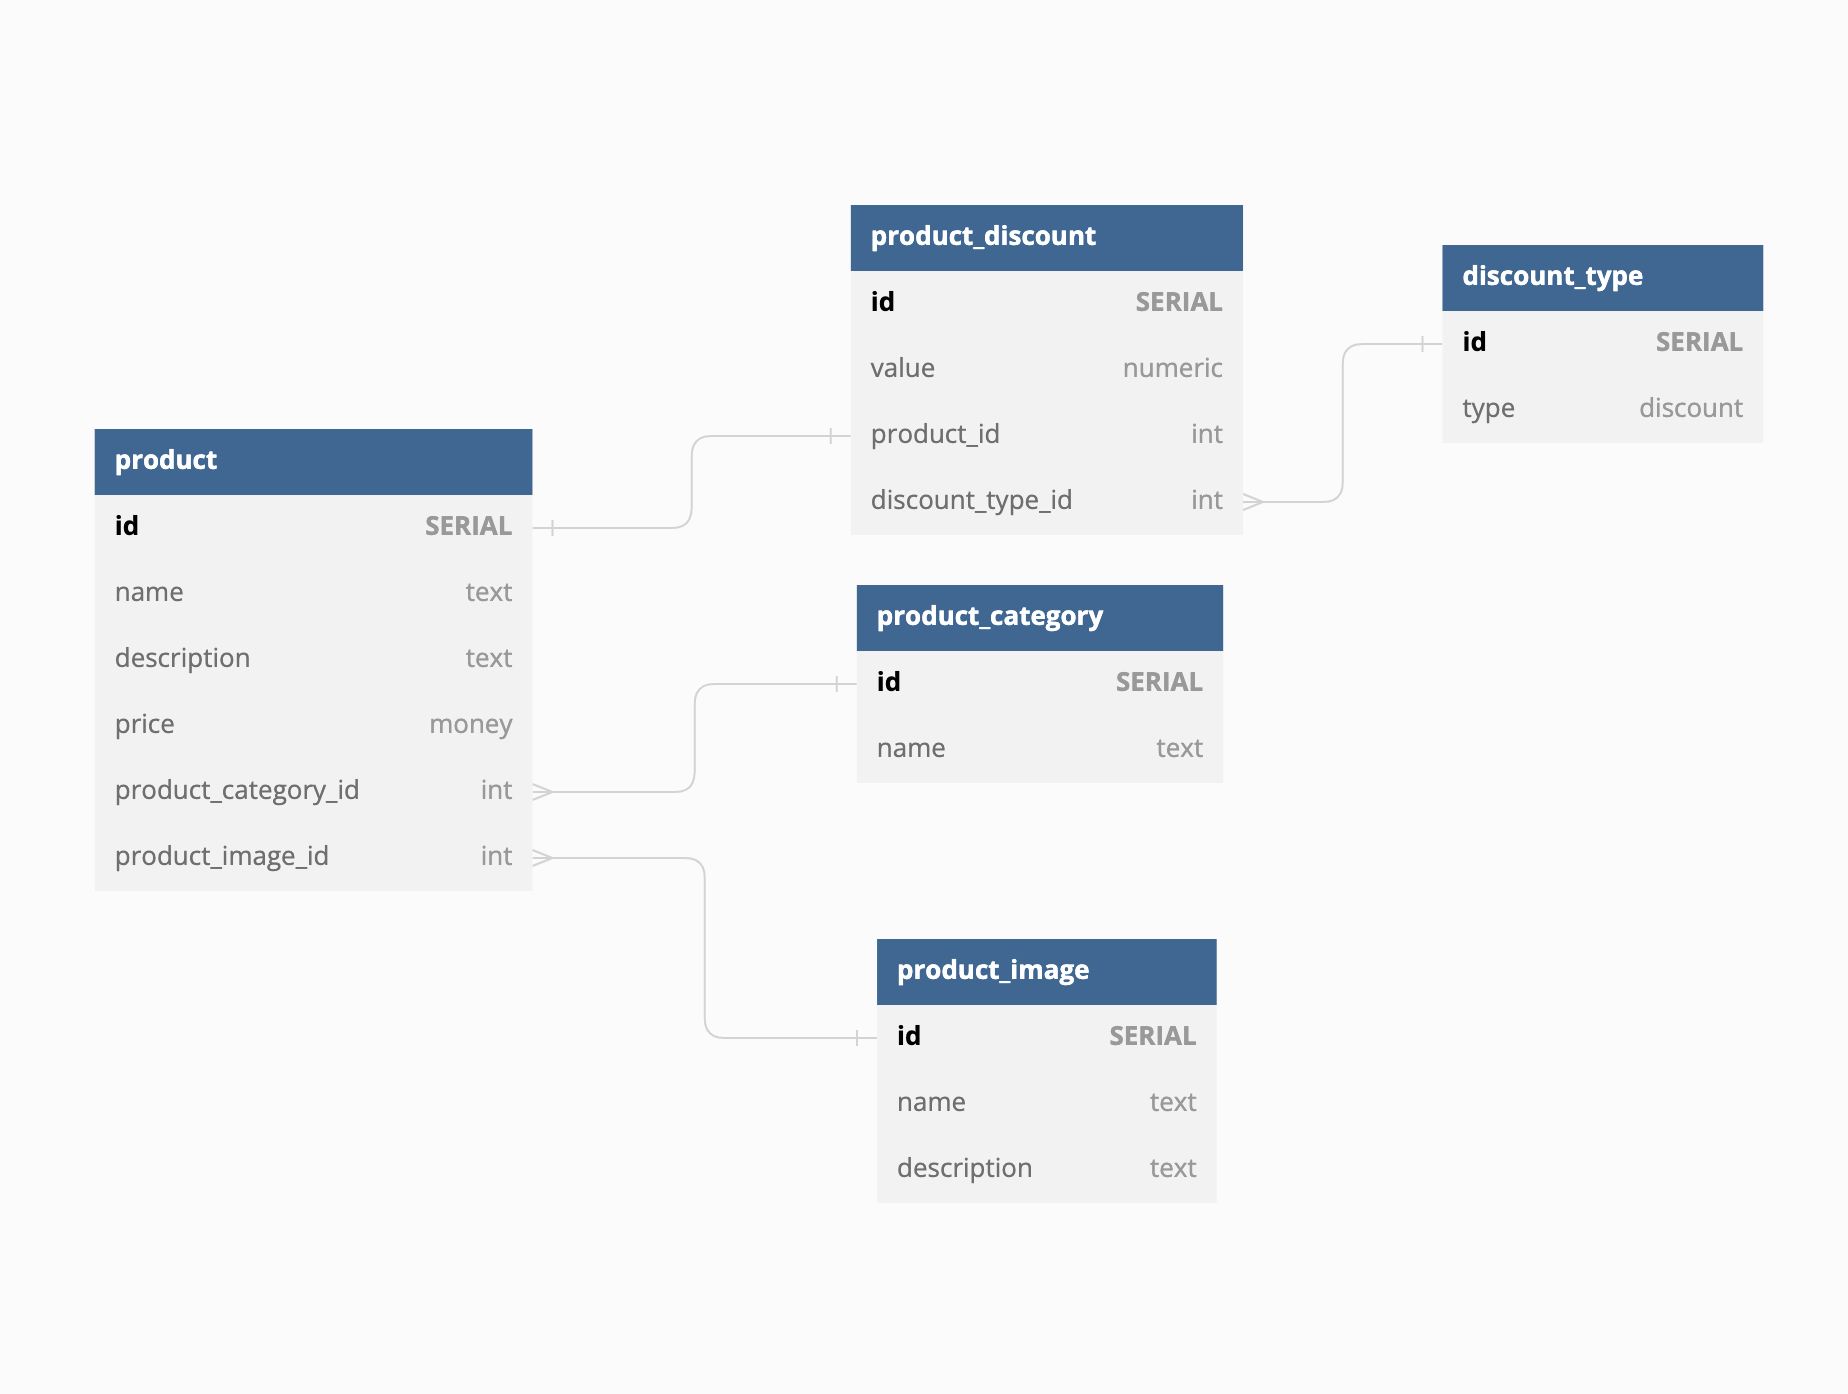 product
id SERIAL
name text
description text
price money
product_category_id int
product_image_id int
product_discount
id SERIAL
value numeric
product_id int
discount_type_id int
discount_type
id SERIAL
type discount
product_category
id SERIAL
name text
product_image
id SERIAL
name text
description text